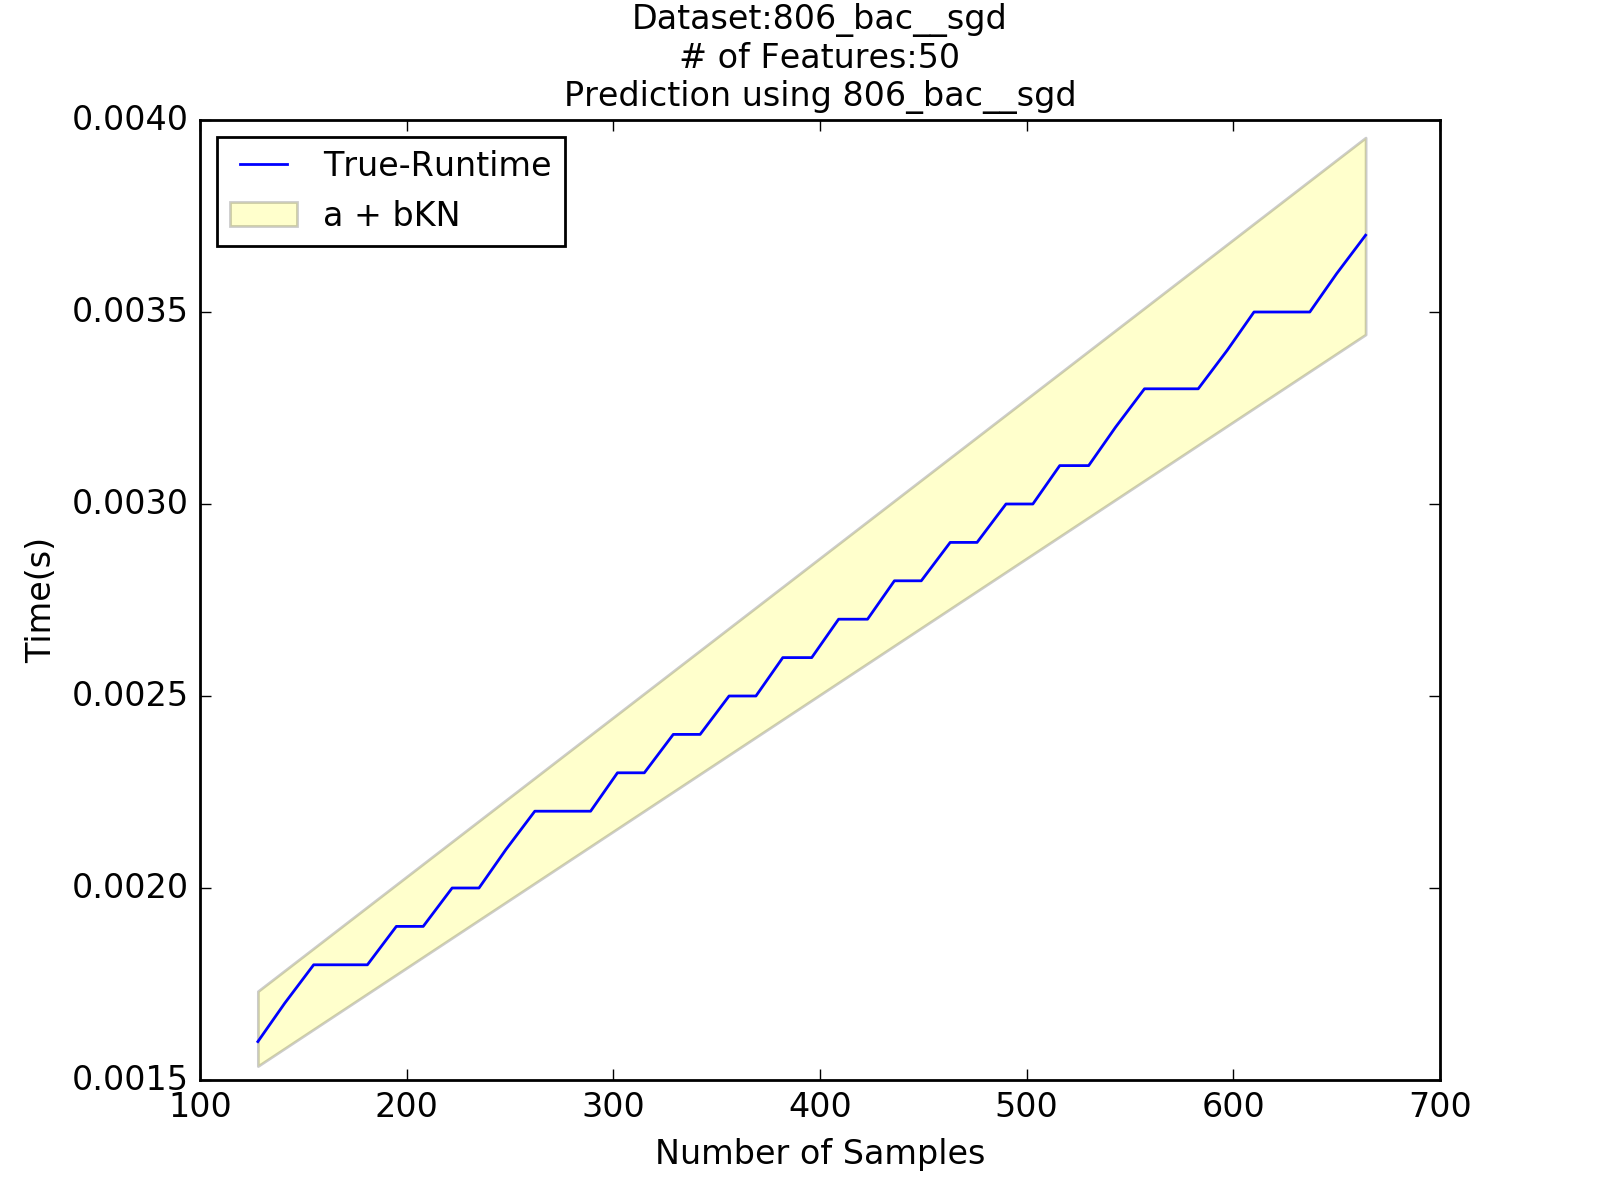 Dataset:806_bac__sgd
# of Features:50
Prediction using 806_bac__sgd
0.0040
True-Runtime
a + bKN
0.0035
0.0030
0.0025
0.0020
0.0015
Time(s)
100 200 300 400 500 600 700
Number of Samples